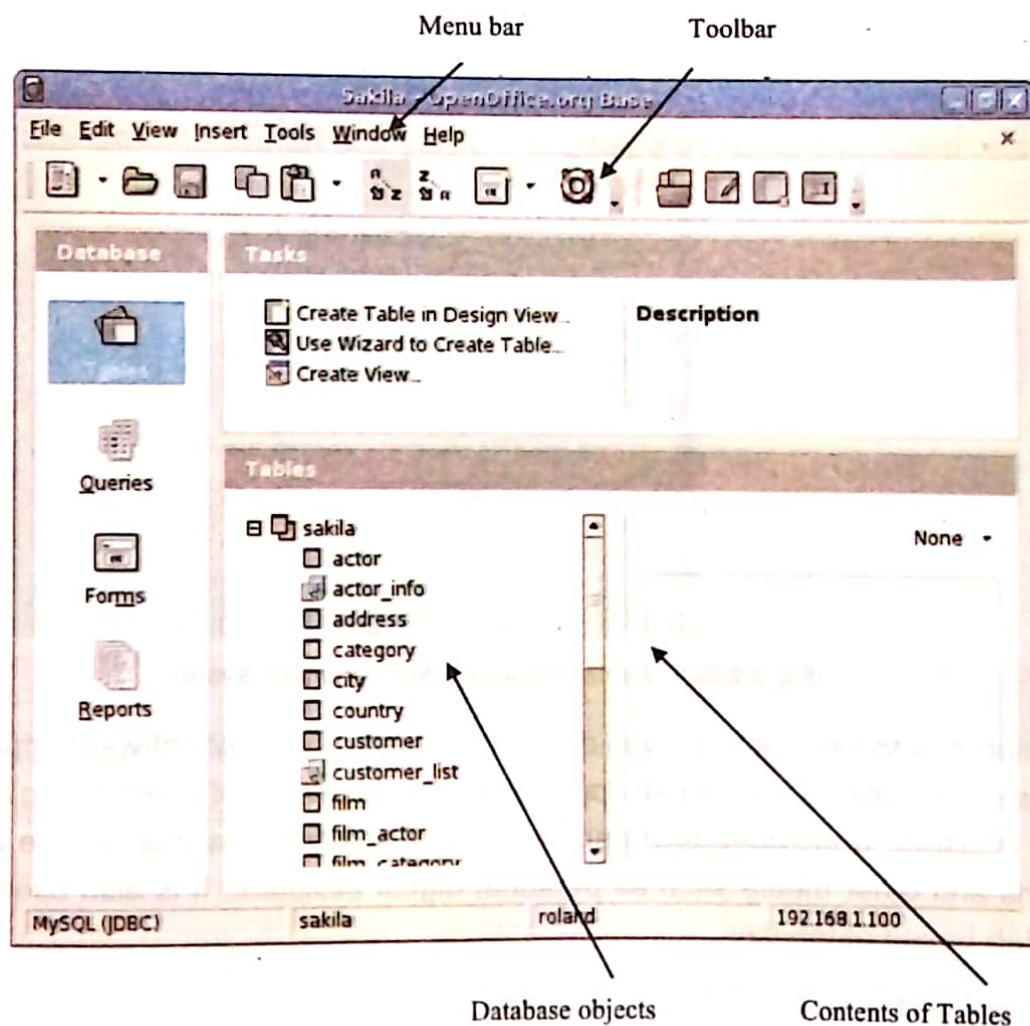 Menu bar
Toolbar
Sakila - OpenOffice.org Base
File Edit View Insert Tools Window Help
Database
Tasks
Tables
Create Table in Design View...
Use Wizard to Create Table...
Create View...
Description
Queries
Forms
Reports
Tables
sakila
actor
actor_info
address
category
city
country
customer
customer_list
film
film_actor
film_category
None
MySQL (JDBC) sakila roland 192.168.1.100
Database objects
Contents of Tables